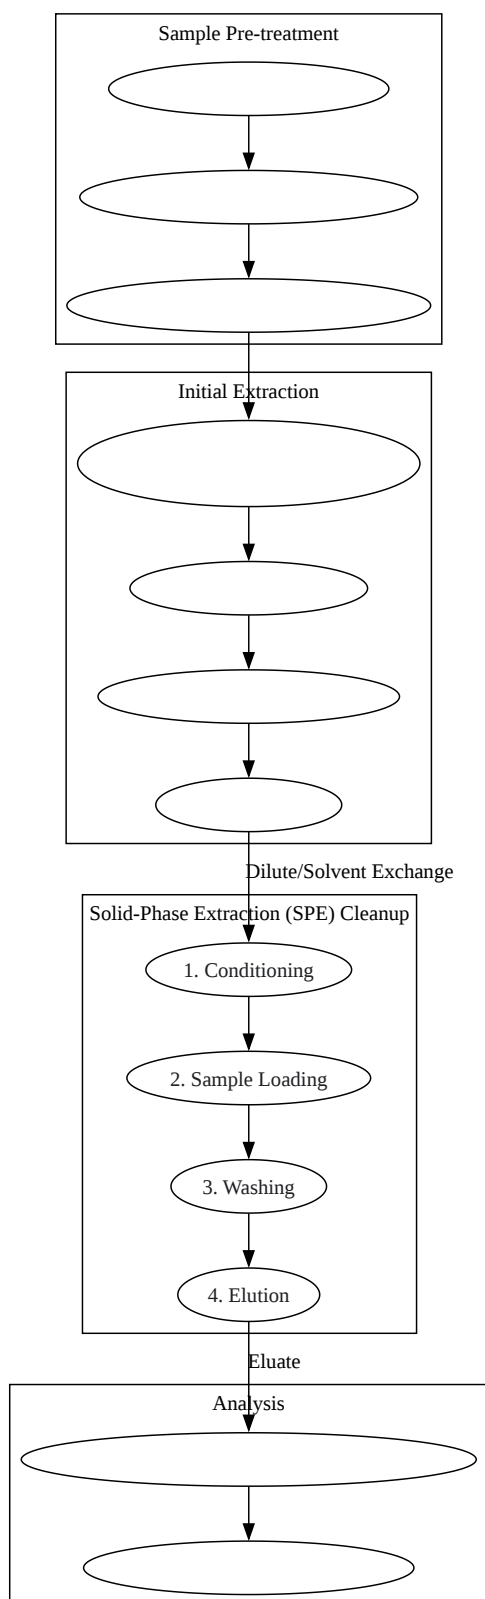 Sample Pre-treatment
Initial Extraction
Dilute/Solvent Exchange
Solid-Phase Extraction (SPE) Cleanup
1. Conditioning
2. Sample Loading
3. Washing
4. Elution
Eluate
Analysis